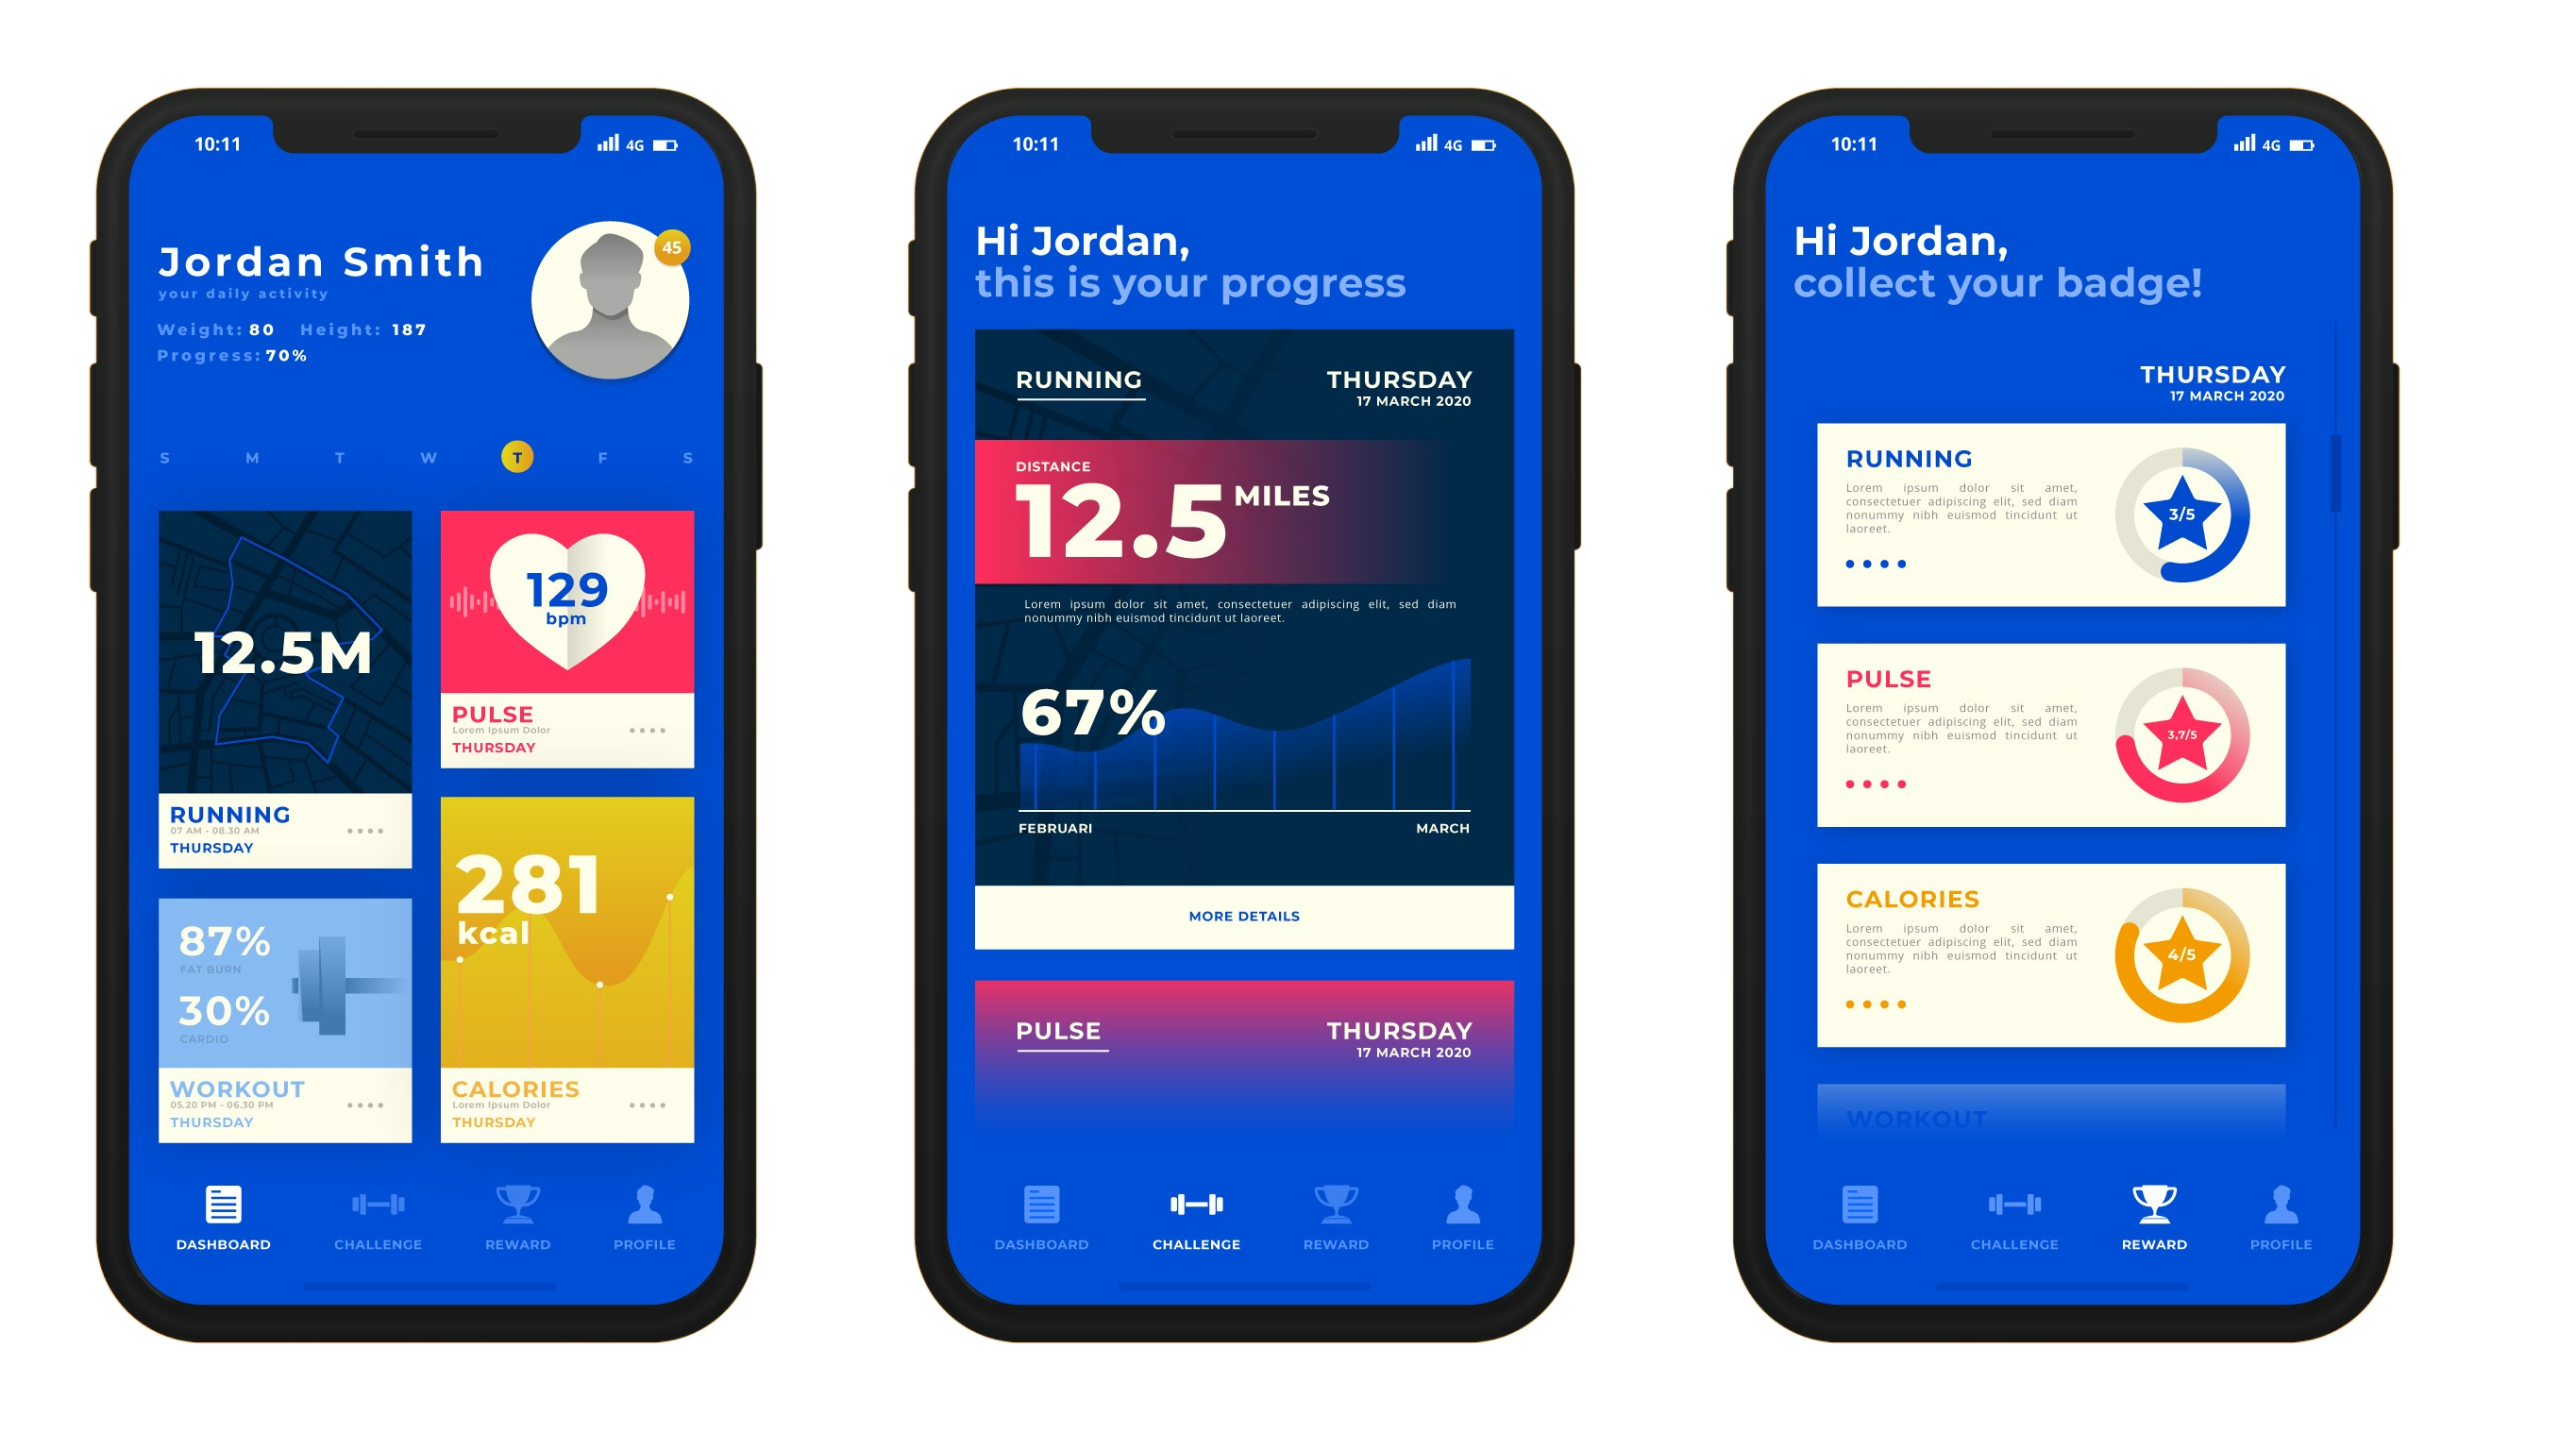 10:11
4G
Jordan Smith
45
your daily activity
Weight: 80 Height: 187
Progress: 70%
S M T W T F S
12.5M
RUNNING
07 AM - 08.30 AM
THURSDAY
129
bpm
PULSE
Lorem Ipsum Dolor
THURSDAY
87%
FAT BURN
30%
CARDIO
WORKOUT
05.20 PM - 06.30 PM
THURSDAY
281
kcal
CALORIES
Lorem Ipsum Dolor
THURSDAY
DASHBOARD CHALLENGE REWARD PROFILE
10:11
4G
Hi Jordan,
this is your progress
RUNNING
THURSDAY
17 MARCH 2020
DISTANCE
12.5 MILES
Lorem ipsum dolor sit amet, consectetuer adipiscing elit, sed diam
nonummy nibh euismod tincidunt ut laoreet.
67%
FEBRUARI MARCH
MORE DETAILS
PULSE
THURSDAY
17 MARCH 2020
DASHBOARD CHALLENGE REWARD PROFILE
10:11
4G
Hi Jordan,
collect your badge!
THURSDAY
17 MARCH 2020
RUNNING
Lorem ipsum dolor sit amet,
consectetuer adipiscing elit, sed diam
nonummy nibh euismod tincidunt ut
laoreet.
3/5
PULSE
Lorem ipsum dolor sit amet,
consectetuer adipiscing elit, sed diam
nonummy nibh euismod tincidunt ut
laoreet.
3,7/5
CALORIES
Lorem ipsum dolor sit amet,
consectetuer adipiscing elit, sed diam
nonummy nibh euismod tincidunt ut
laoreet.
4/5
WORKOUT
DASHBOARD CHALLENGE REWARD PROFILE